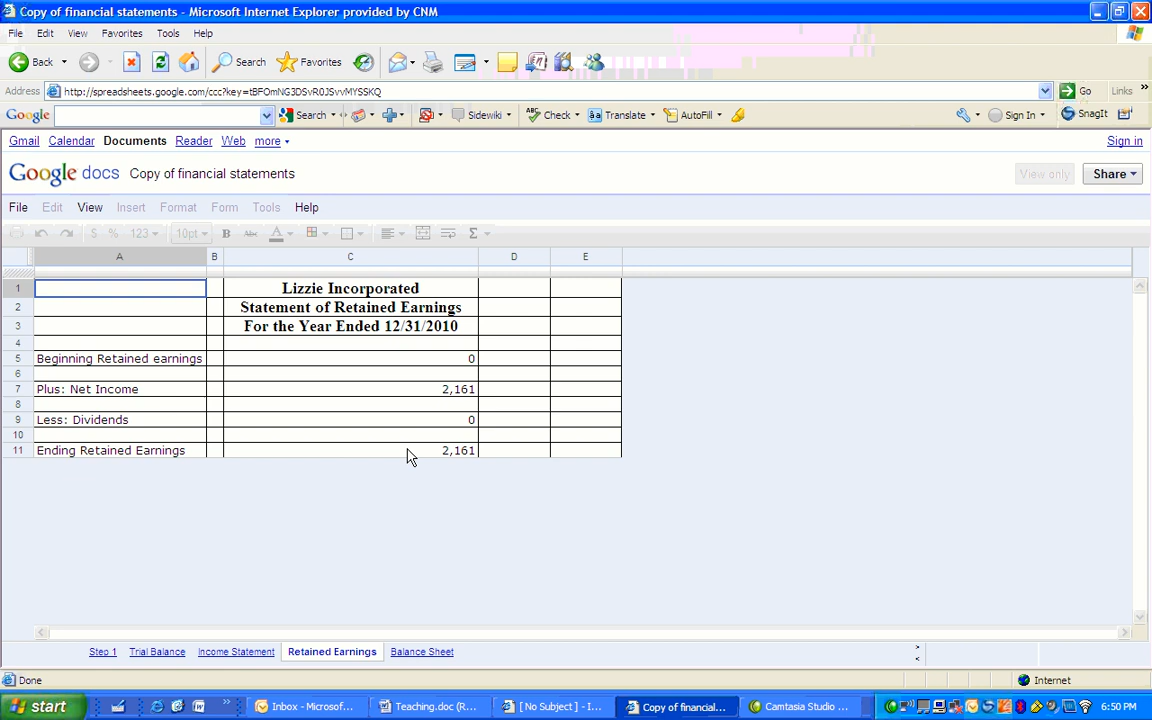 Copy of financial statements - Microsoft Internet Explorer provided by CNM
File Edit View Favorites Tools Help
Back Search Favorites
Address http://spreadsheets.google.com/ccc?key=tBFOmNG3DSvR0JSvvMYSSKQ Go Links »
Google Search Sidewiki Check Translate AutoFill Sign In SnagIt
Gmail Calendar Documents Reader Web more Sign in
Google docs Copy of financial statements View only Share
File Edit View Insert Format Form Tools Help
$ % 123 10pt B Abc A Σ
A B C D E
1 Lizzie Incorporated
2 Statement of Retained Earnings
3 For the Year Ended 12/31/2010
4
5 Beginning Retained earnings 0
6
7 Plus: Net Income 2,161
8
9 Less: Dividends 0
10
11 Ending Retained Earnings 2,161
Step 1 Trial Balance Income Statement Retained Earnings Balance Sheet
Done Internet
start Inbox - Microsof... Teaching.doc (R... [No Subject] - I... Copy of financial... Camtasia Studio ... 6:50 PM